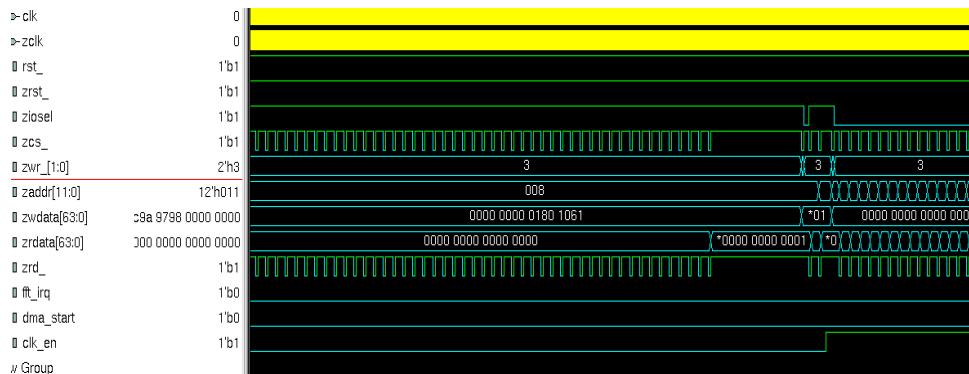 clk 0
zclk 0
rst_ 1'b1
zrst_ 1'b1
ziosel 1'b1
zcs_ 1'b1
zwr_[1:0] 2'h3 3 3 3
zaddr[11:0] 12'h011 008
zwdata[63:0] :9a 9798 0000 0000 0000 0000 0180 1061 *01 0000 0000 0000 000
zrdata[63:0] 000 0000 0000 0000 0000 0000 0000 0000 *0000 0000 0001 *0
zrd_ 1'b1
fft_irq 1'b0
dma_start 1'b0
clk_en 1'b1
Group